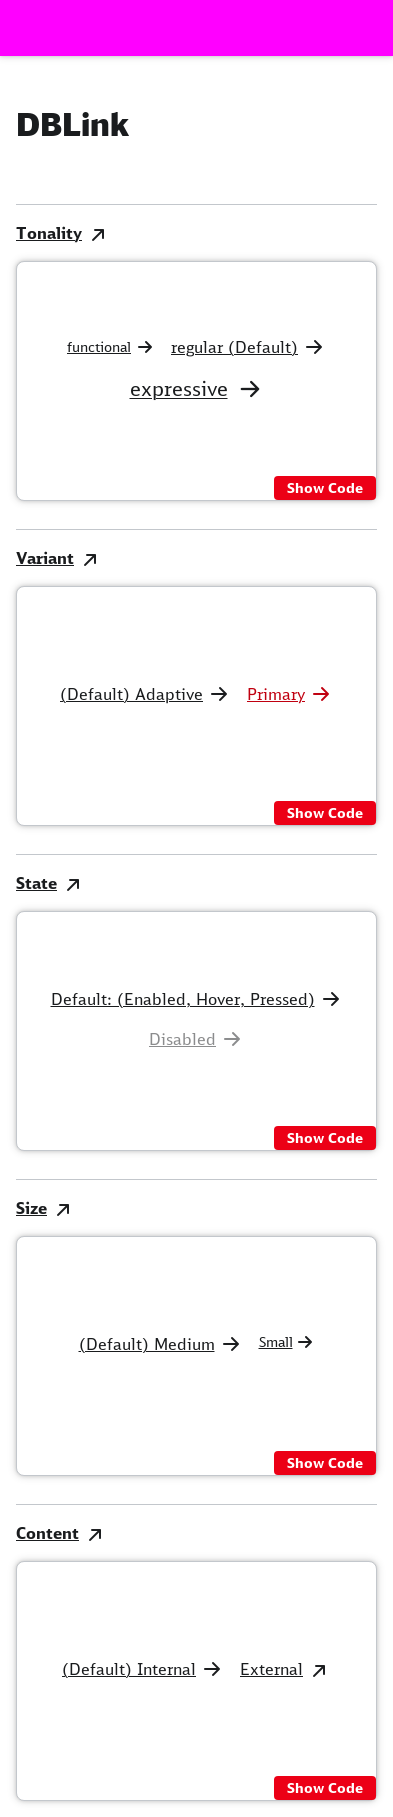 DBLink
Tonality
functional regular (Default)
expressive
Show Code
Variant
(Default) Adaptive Primary
Show Code
State
Default: (Enabled, Hover, Pressed)
Disabled
Show Code
Size
(Default) Medium Small
Show Code
Content
(Default) Internal External
Show Code